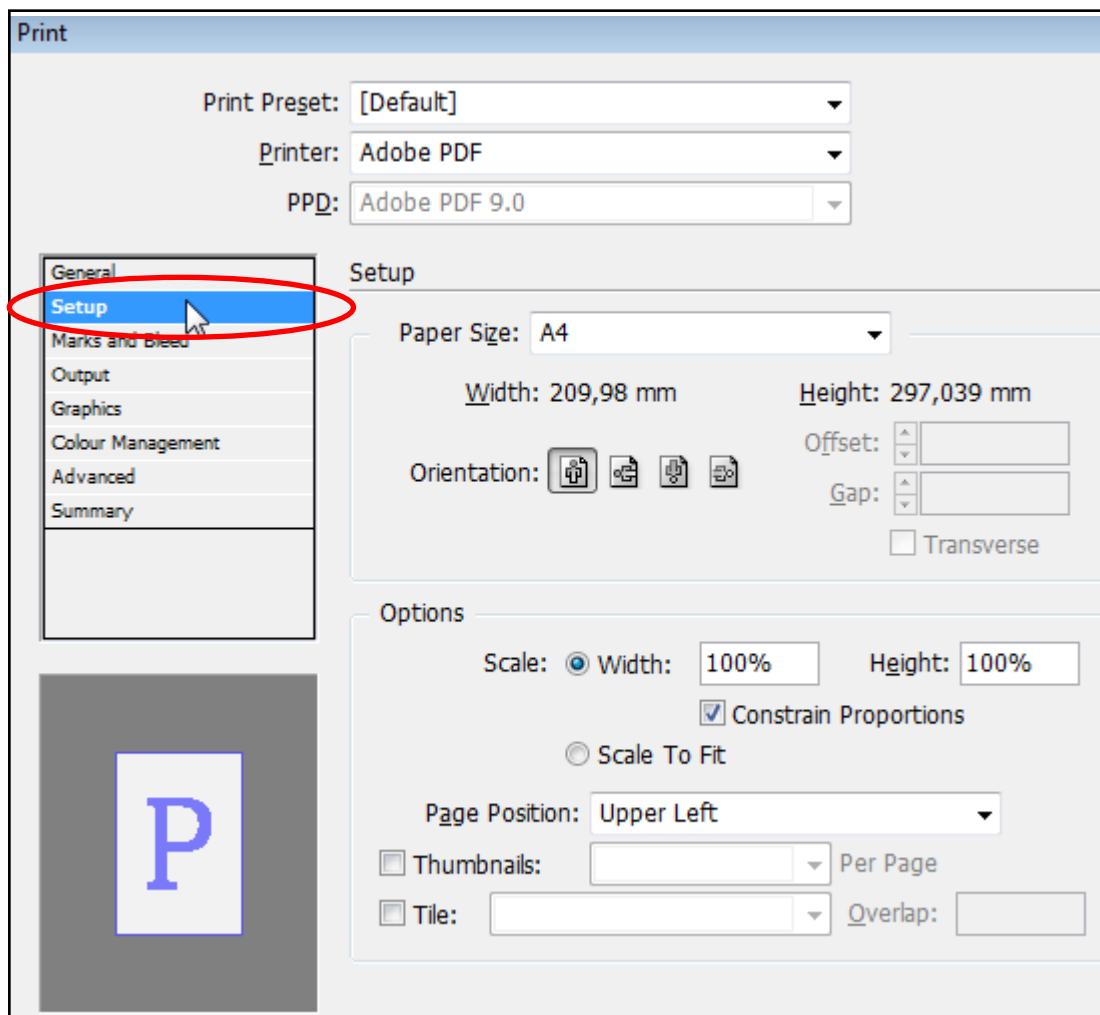 Print
Print Preset: [Default]
Printer: Adobe PDF
PPD: Adobe PDF 9.0
General
Setup
Marks and Bleed
Output
Graphics
Colour Management
Advanced
Summary
Setup
Paper Size: A4
Width: 209,98 mm Height: 297,039 mm
Orientation: Offset:
Gap:
Transverse
Options
Scale: Width: 100% Height: 100%
Constrain Proportions
Scale To Fit
Page Position: Upper Left
Thumbnails: Per Page
Tile: Overlap:
P